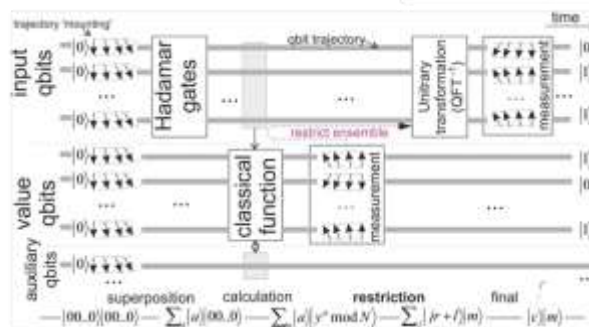 trajectory 'mounting'
time
input qbits
|0⟩
|0⟩
...
|0⟩
Hadamar gates
...
qbit trajectory
...
restrict ensemble
Unitrary transformation (QFT⁻¹)
...
measurement
value qbits
|0⟩
|0⟩
...
|0⟩
...
classical function
...
measurement
...
auxiliary qbits
|0⟩
...
superposition
calculation
restriction
final
|00..0⟩|00..0⟩
∑|a⟩|00..0⟩
∑|a⟩|yᵃ mod N⟩
∑|jr + l⟩|m⟩
|c⟩|m⟩